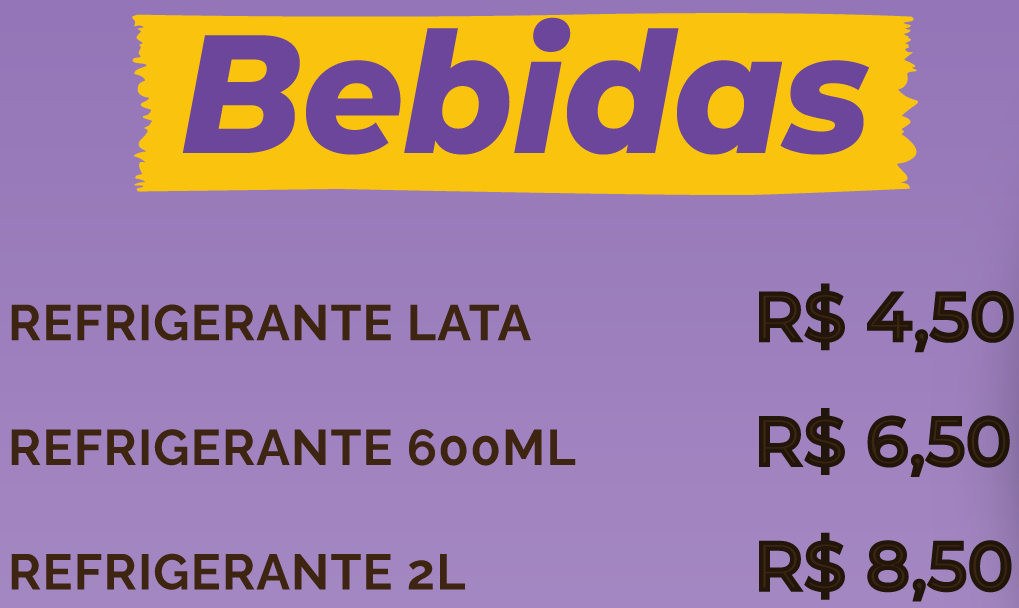 Bebidas
REFRIGERANTE LATA R$ 4,50
REFRIGERANTE 600ML R$ 6,50
REFRIGERANTE 2L R$ 8,50